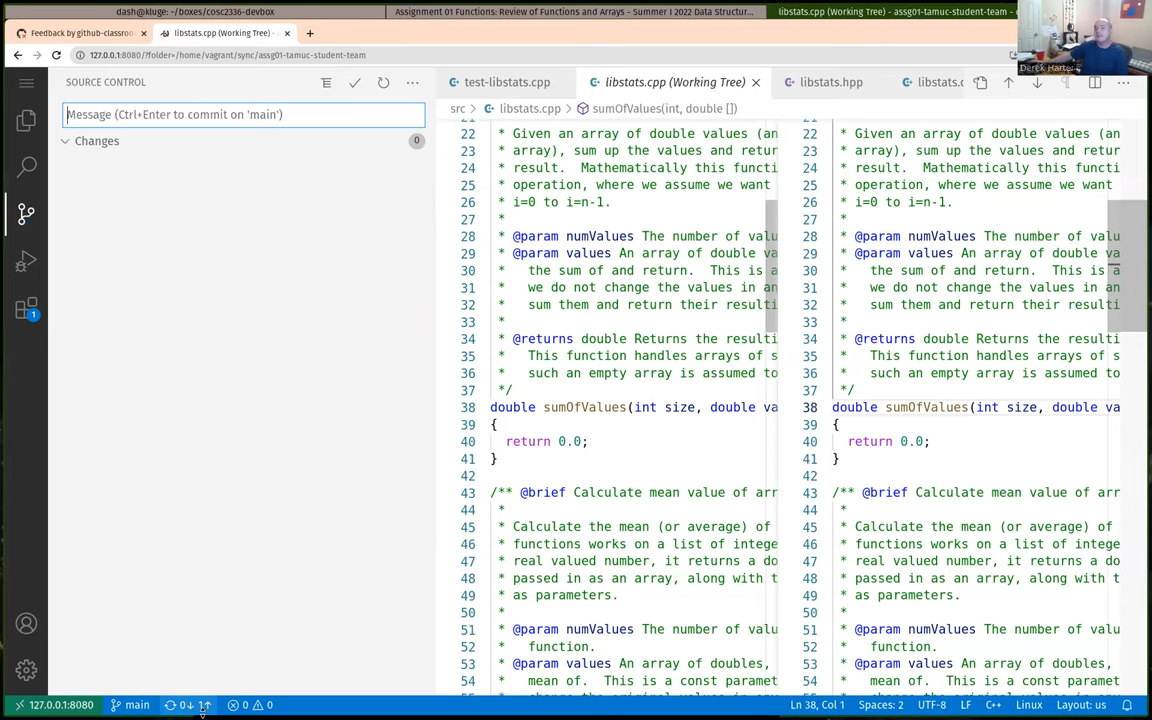 dash@kluge: ~/boxes/cosc2336-devbox
Assignment 01 Functions: Review of Functions and Arrays - Summer I 2022 Data Structur...
libstats.cpp (Working Tree) - assg01-tamuc-student-team -
Feedback by github-classroo
libstats.cpp (Working Tree) - a
127.0.0.1:8080/?folder=/home/vagrant/sync/assg01-tamuc-student-team
Derek Harter
SOURCE CONTROL
test-libstats.cpp
libstats.cpp (Working Tree)
libstats.hpp
libstats.c
Message (Ctrl+Enter to commit on 'main')
src > libstats.cpp > sumOfValues(int, double [])
Changes
0
1
22 * Given an array of double values (an
23 array), sum up the values and retur
24 * result. Mathematically this functi
25 * operation, where we assume we want
26 * i=0 to i=n-1.
27 *
28 * @param numValues The number of valu
29 * @param values An array of double va
30 * the sum of and return. This is a
31 * we do not change the values in an
32 * sum them and return their resulti
33 *
34 * @returns double Returns the resulti
35 * This function handles arrays of s
36 * such an empty array is assumed to
37 */
38 double sumOfValues(int size, double va
39 {
40 return 0.0;
41 }
42
43 /** @brief Calculate mean value of arr
44 *
45 * Calculate the mean (or average) of
46 * functions works on a list of intege
47 * real valued number, it returns a do
48 * passed in as an array, along with t
49 * as parameters.
50 *
51 * @param numValues The number of valu
52 * function.
53 * @param values An array of doubles,
54 * mean of. This is a const paramet
22 * Given an array of double values (an
23 * array), sum up the values and retur
24 * result. Mathematically this functi
25 * operation, where we assume we want
26 * i=0 to i=n-1.
27 *
28 * @param numValues The number of valu
29 * @param values An array of double va
30 * the sum of and return. This is a
31 * we do not change the values in an
32 * sum them and return their resulti
33 *
34 * @returns double Returns the resulti
35 * This function handles arrays of s
36 * such an empty array is assumed to
37 */
38 double sumOfValues(int size, double va
39 {
40 return 0.0;
41 }
42
43 /** @brief Calculate mean value of arr
44 *
45 * Calculate the mean (or average) of
46 * functions works on a list of intege
47 * real valued number, it returns a do
48 * passed in as an array, along with t
49 * as parameters.
50 *
51 * @param numValues The number of valu
52 * function.
53 * @param values An array of doubles,
54 * mean of. This is a const paramet
127.0.0.1:8080
main
0↓ 1↑
0
0
Ln 38, Col 1
Spaces: 2
UTF-8
LF
C++
Linux
Layout: us